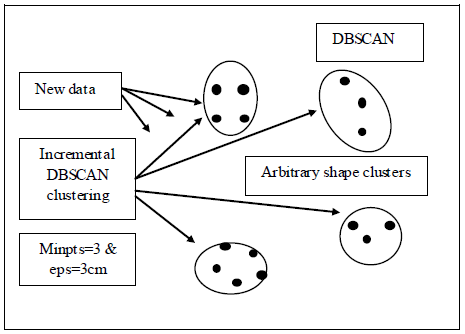 DBSCAN
New data
Incremental
DBSCAN
clustering
Arbitrary shape clusters
Minpts=3 &
eps=3cm